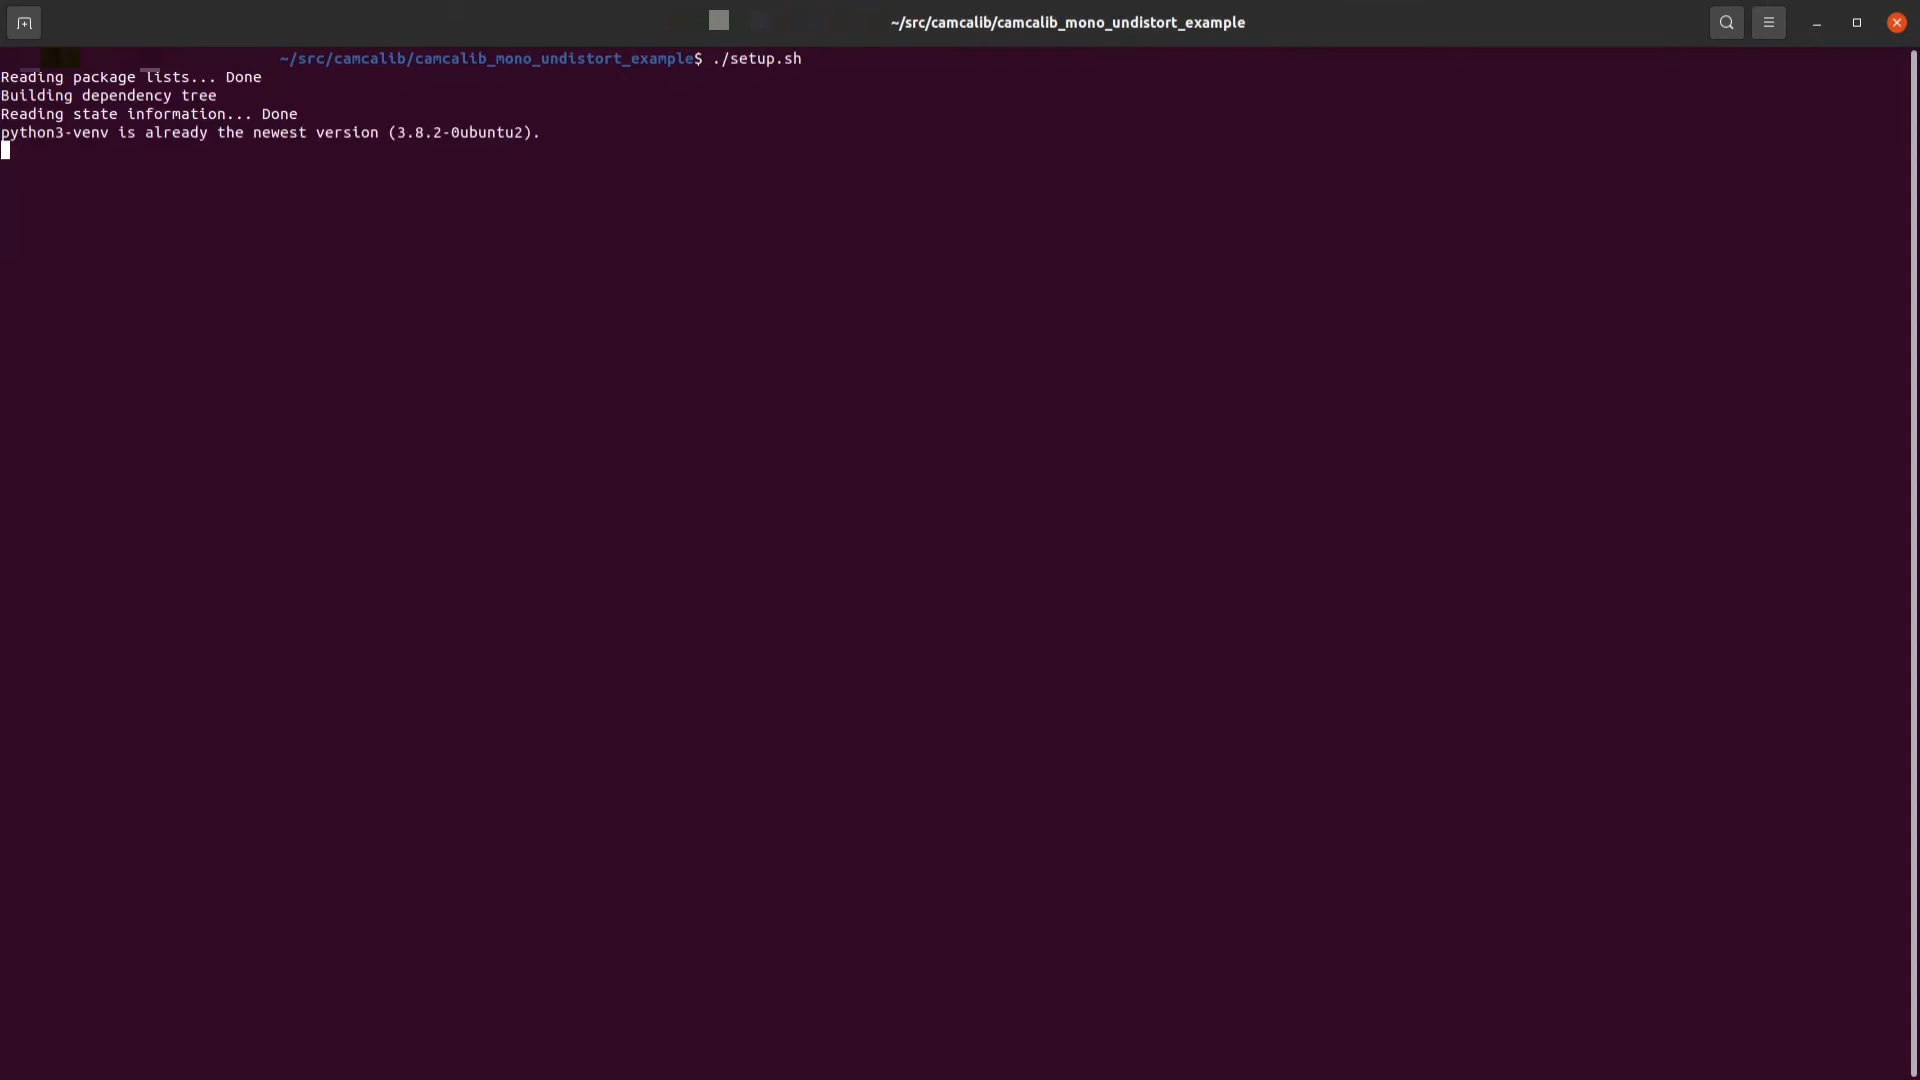 ~/src/camcalib/camcalib_mono_undistort_example
~/src/camcalib/camcalib_mono_undistort_example$ ./setup.sh
Reading package lists... Done
Building dependency tree
Reading state information... Done
python3-venv is already the newest version (3.8.2-0ubuntu2).